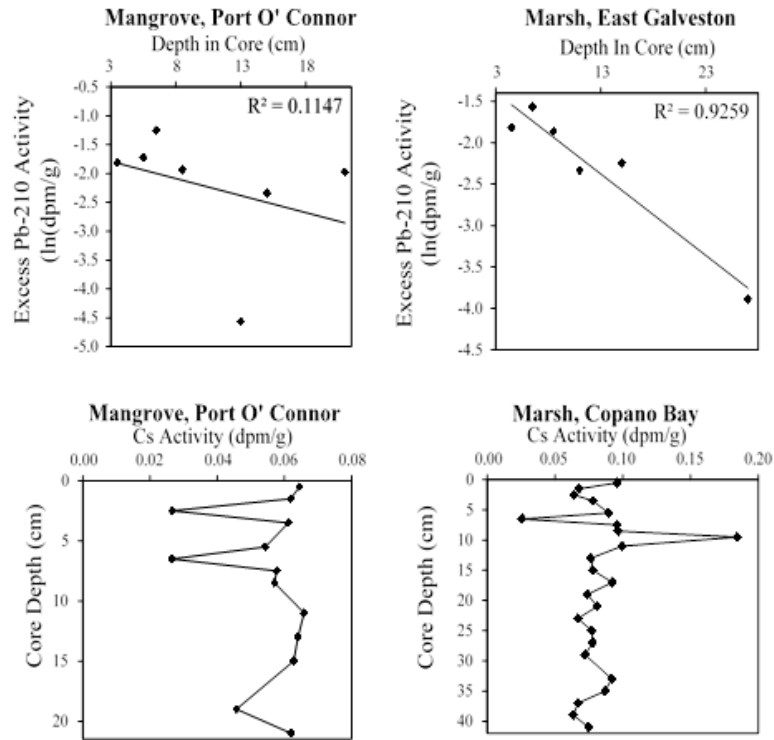 Mangrove, Port O' Connor
Depth in Core (cm)
3 8 13 18
-0.5
-1.0
-1.5
-2.0
-2.5
-3.0
-3.5
-4.0
-4.5
-5.0
Excess Pb-210 Activity
(ln(dpm/g)
R² = 0.1147
Marsh, East Galveston
Depth In Core (cm)
3 13 23
-1.5
-2.0
-2.5
-3.0
-3.5
-4.0
-4.5
Excess Pb-210 Activity
(ln(dpm/g)
R² = 0.9259
Mangrove, Port O' Connor
Cs Activity (dpm/g)
0.00 0.02 0.04 0.06 0.08
0
5
10
15
20
Core Depth (cm)
Marsh, Copano Bay
Cs Activity (dpm/g)
0.00 0.10 0.20
0
5
10
15
20
25
30
35
40
Core Depth (cm)